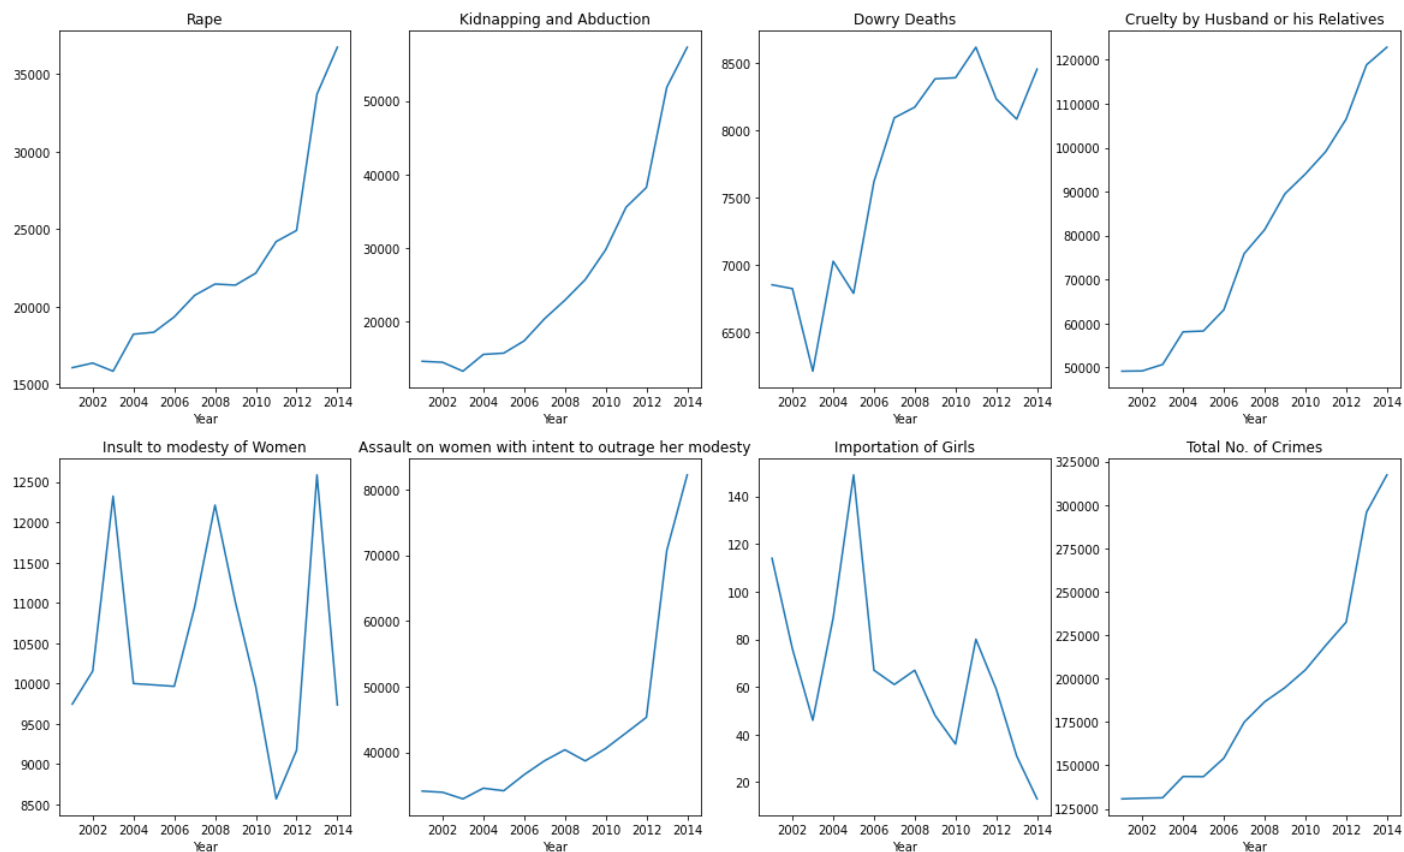 Rape
35000
30000
25000
20000
15000
2002 2004 2006 2008 2010 2012 2014
Year
Kidnapping and Abduction
50000
40000
30000
20000
2002 2004 2006 2008 2010 2012 2014
Year
Dowry Deaths
8500
8000
7500
7000
6500
2002 2004 2006 2008 2010 2012 2014
Year
Cruelty by Husband or his Relatives
120000
110000
100000
90000
80000
70000
60000
50000
2002 2004 2006 2008 2010 2012 2014
Year
Insult to modesty of Women
12500
12000
11500
11000
10500
10000
9500
9000
8500
2002 2004 2006 2008 2010 2012 2014
Year
Assault on women with intent to outrage her modesty
80000
70000
60000
50000
40000
2002 2004 2006 2008 2010 2012 2014
Year
Importation of Girls
140
120
100
80
60
40
20
2002 2004 2006 2008 2010 2012 2014
Year
Total No. of Crimes
325000
300000
275000
250000
225000
200000
175000
150000
125000
2002 2004 2006 2008 2010 2012 2014
Year